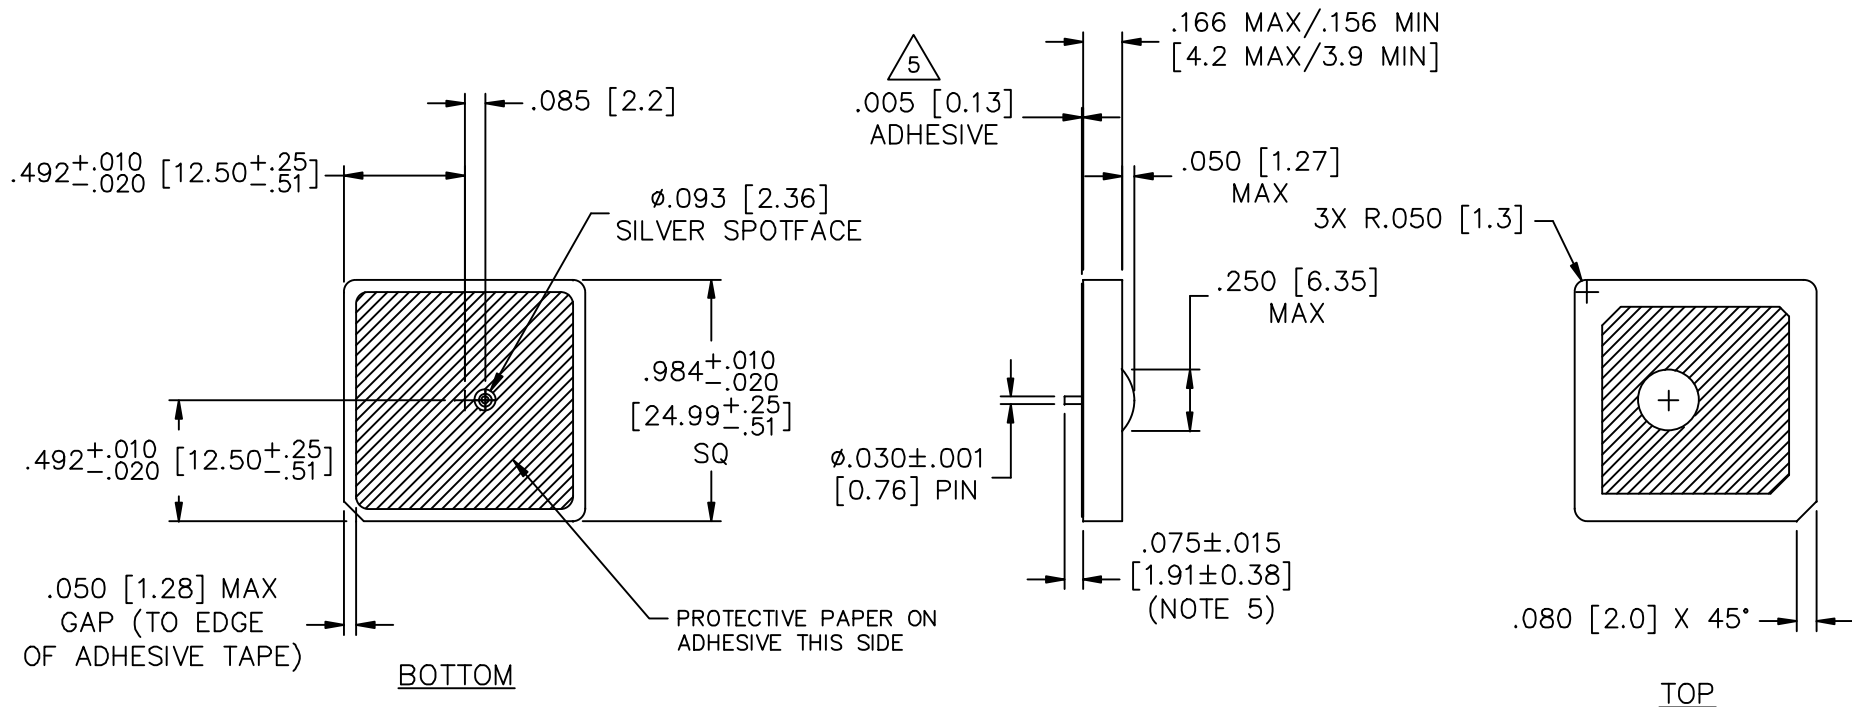 .085 [2.2]
.492+.010/-.020 [12.50+.25/-.51]
ø.093 [2.36]
SILVER SPOTFACE
.984+.010/-.020
[24.99+.25/-.51]
SQ
.492+.010/-.020 [12.50+.25/-.51]
.050 [1.28] MAX
GAP (TO EDGE
OF ADHESIVE TAPE)
PROTECTIVE PAPER ON
ADHESIVE THIS SIDE
BOTTOM
5
.005 [0.13]
ADHESIVE
.166 MAX/.156 MIN
[4.2 MAX/3.9 MIN]
.050 [1.27]
MAX
.250 [6.35]
MAX
ø.030±.001
[0.76] PIN
.075±.015
[1.91±0.38]
(NOTE 5)
3X R.050 [1.3]
.080 [2.0] X 45°
TOP